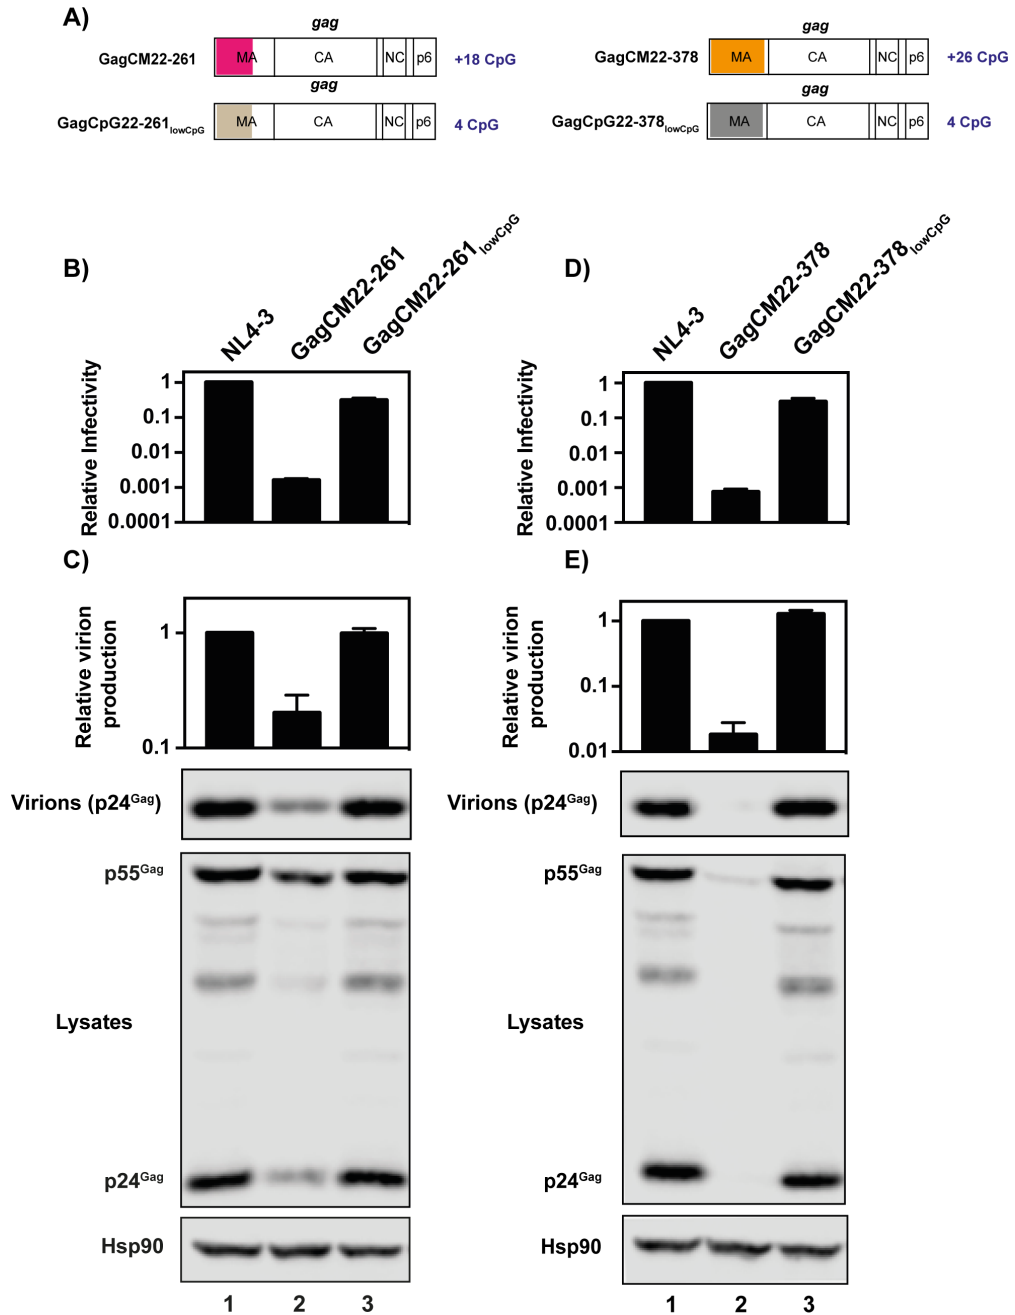 A)
gag
GagCM22-261
MA
CA
NC
p6
+18 CpG
gag
GagCpG22-261lowCpG
MA
CA
NC
p6
4 CpG
gag
GagCM22-378
MA
CA
NC
p6
+26 CpG
gag
GagCpG22-378lowCpG
MA
CA
NC
p6
4 CpG
B)
NL4-3
GagCM22-261
GagCM22-261lowCpG
Relative Infectivity
1
0.1
0.01
0.001
0.0001
C)
Relative virion
production
1
0.1
Virions (p24Gag)
p55Gag
Lysates
p24Gag
Hsp90
1 2 3
D)
NL4-3
GagCM22-378
GagCM22-378lowCpG
Relative Infectivity
1
0.1
0.01
0.001
0.0001
E)
Relative virion
production
1
0.1
0.01
Virions (p24Gag)
p55Gag
Lysates
p24Gag
Hsp90
1 2 3